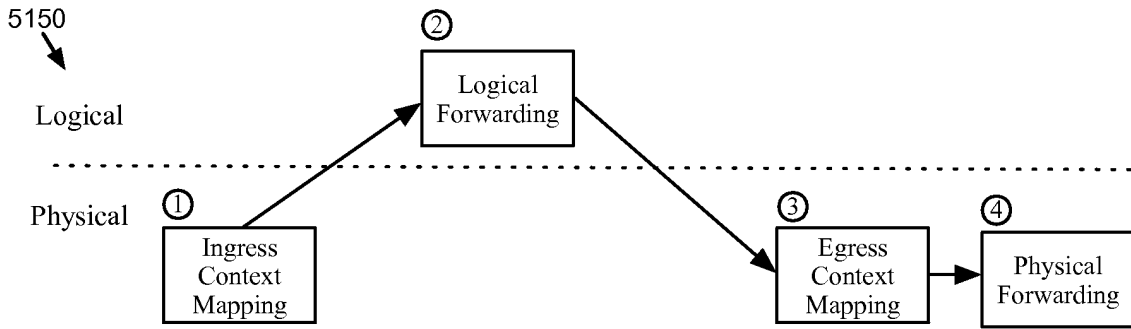 5150
②
Logical
Forwarding
Logical
Physical
①
Ingress
Context
Mapping
③
Egress
Context
Mapping
④
Physical
Forwarding